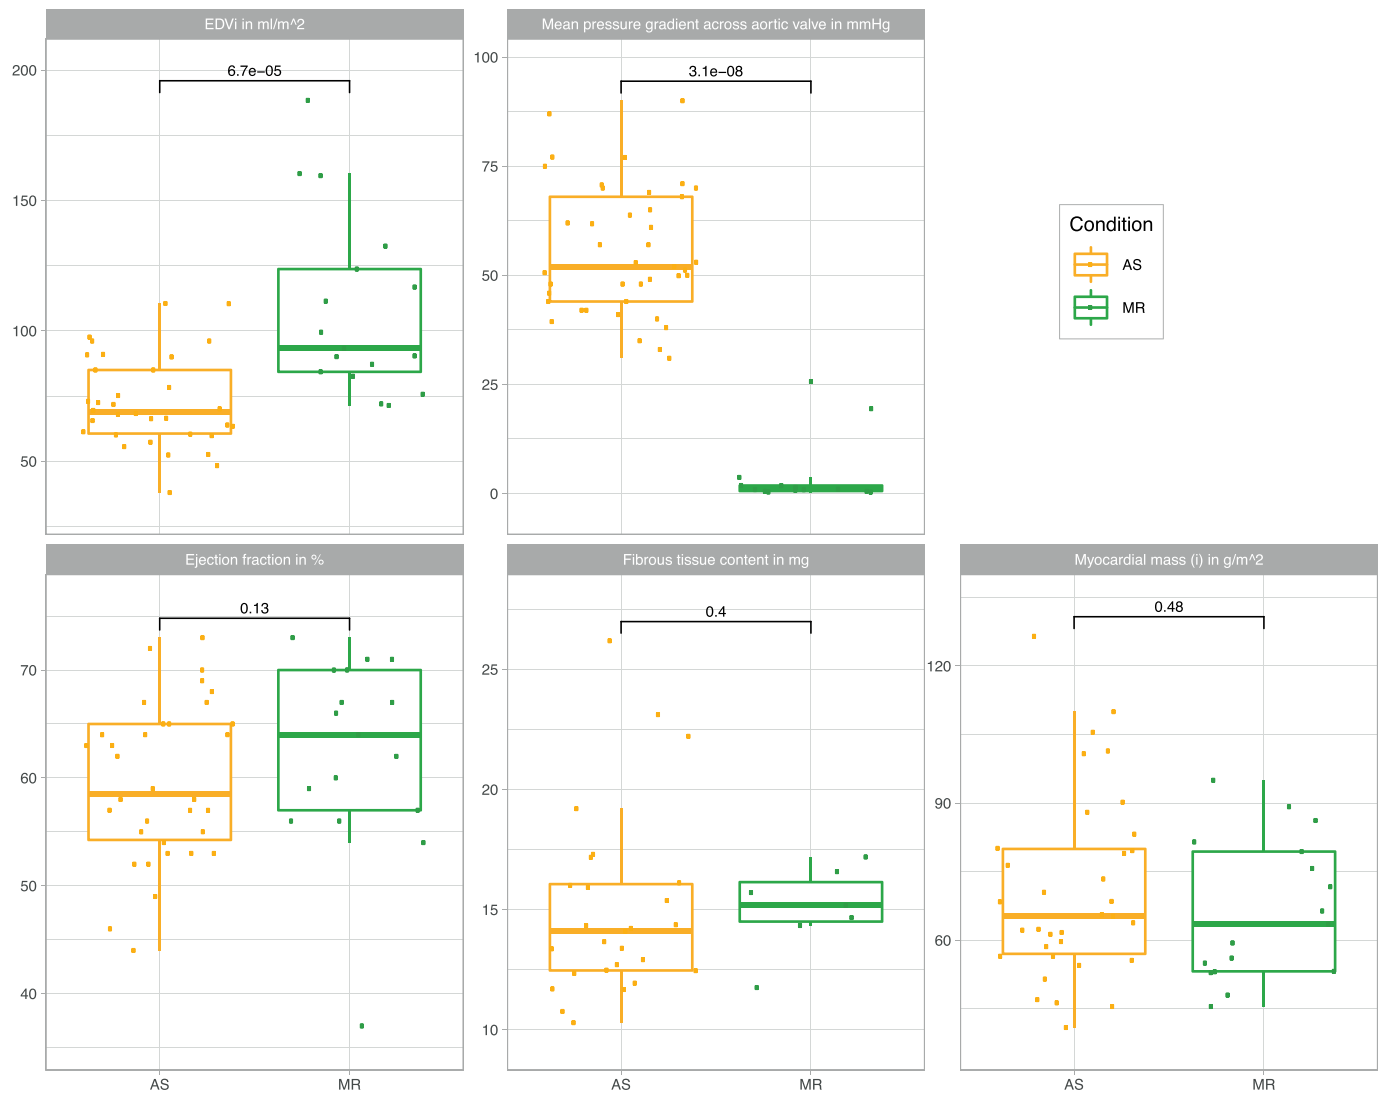 EDVi in ml/m^2
Mean pressure gradient across aortic valve in mmHg
200
150
100
50
6.7e−05
100
75
50
25
0
3.1e−08
Condition
AS
MR
Ejection fraction in %
Fibrous tissue content in mg
Myocardial mass (i) in g/m^2
70
60
50
40
0.13
AS
MR
25
20
15
10
0.4
AS
MR
120
90
60
0.48
AS
MR